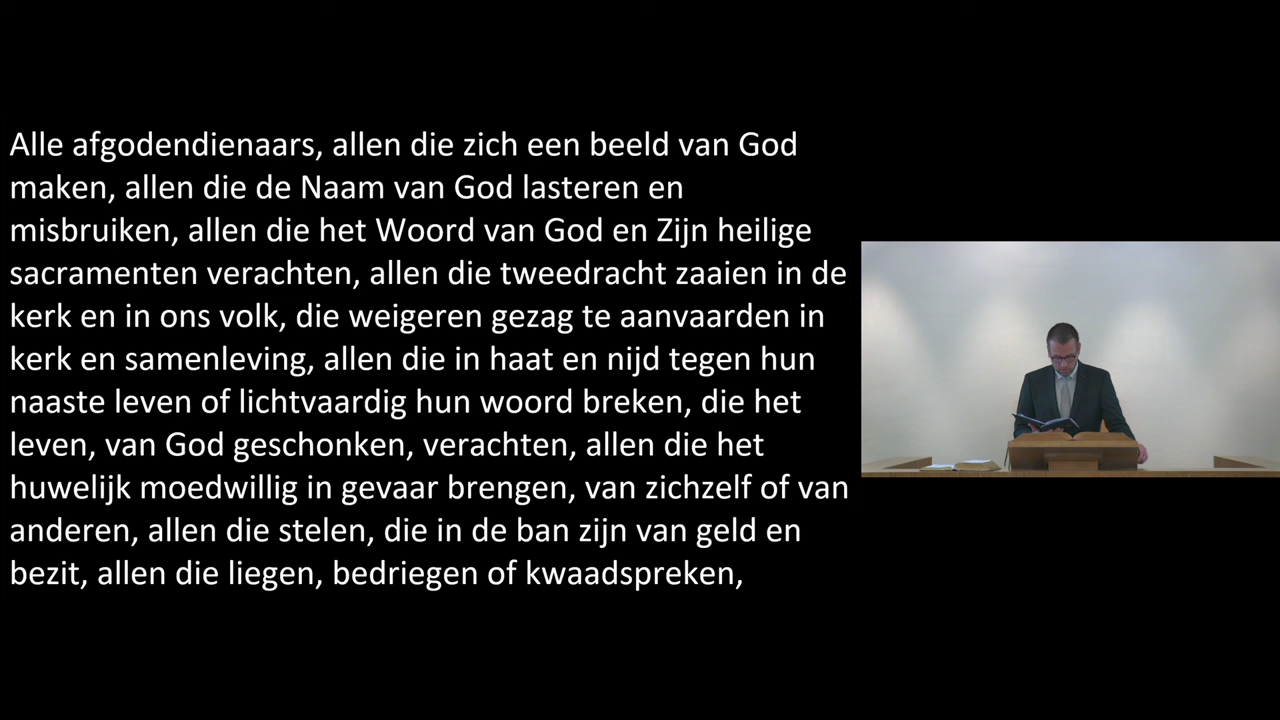 Alle afgodendienaars, allen die zich een beeld van God
maken, allen die de Naam van God lasteren en
misbruiken, allen die het Woord van God en Zijn heilige
sacramenten verachten, allen die tweedracht zaaien in de
kerk en in ons volk, die weigeren gezag te aanvaarden in
kerk en samenleving, allen die in haat en nijd tegen hun
naaste leven of lichtvaardig hun woord breken, die het
leven, van God geschonken, verachten, allen die het
huwelijk moedwillig in gevaar brengen, van zichzelf of van
anderen, allen die stelen, die in de ban zijn van geld en
bezit, allen die liegen, bedriegen of kwaadspreken,